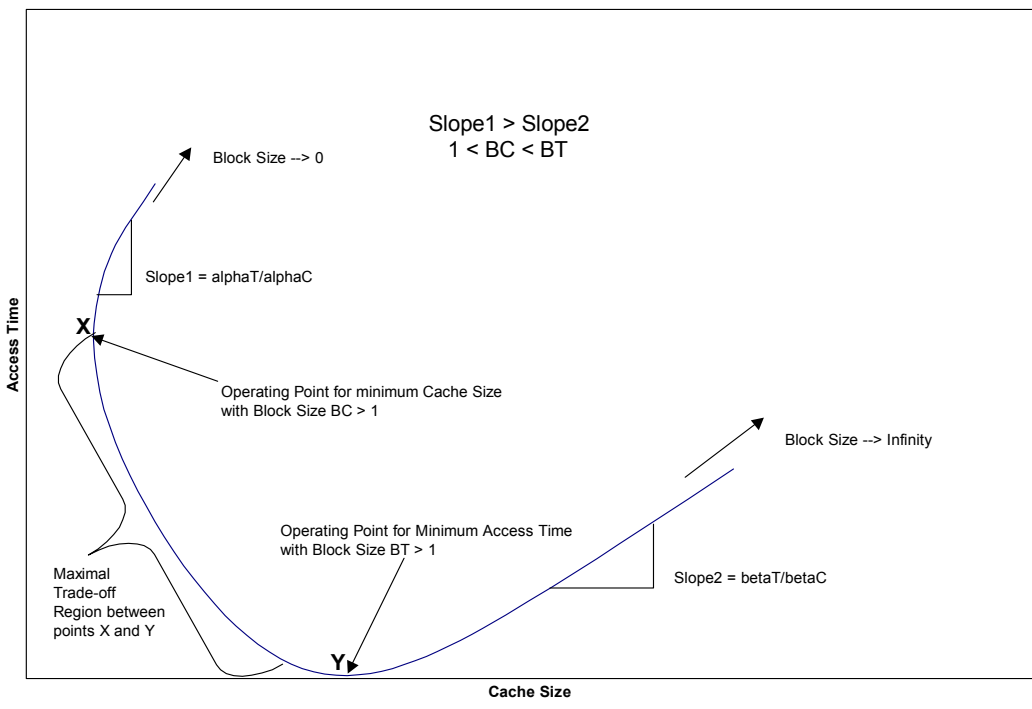 Slope1 > Slope2
1 < BC < BT
Block Size --> 0
Slope1 = alphaT/alphaC
X
Access Time
Operating Point for minimum Cache Size
with Block Size BC > 1
Block Size --> Infinity
Operating Point for Minimum Access Time
with Block Size BT > 1
Maximal
Trade-off
Region between
points X and Y
Slope2 = betaT/betaC
Y
Cache Size